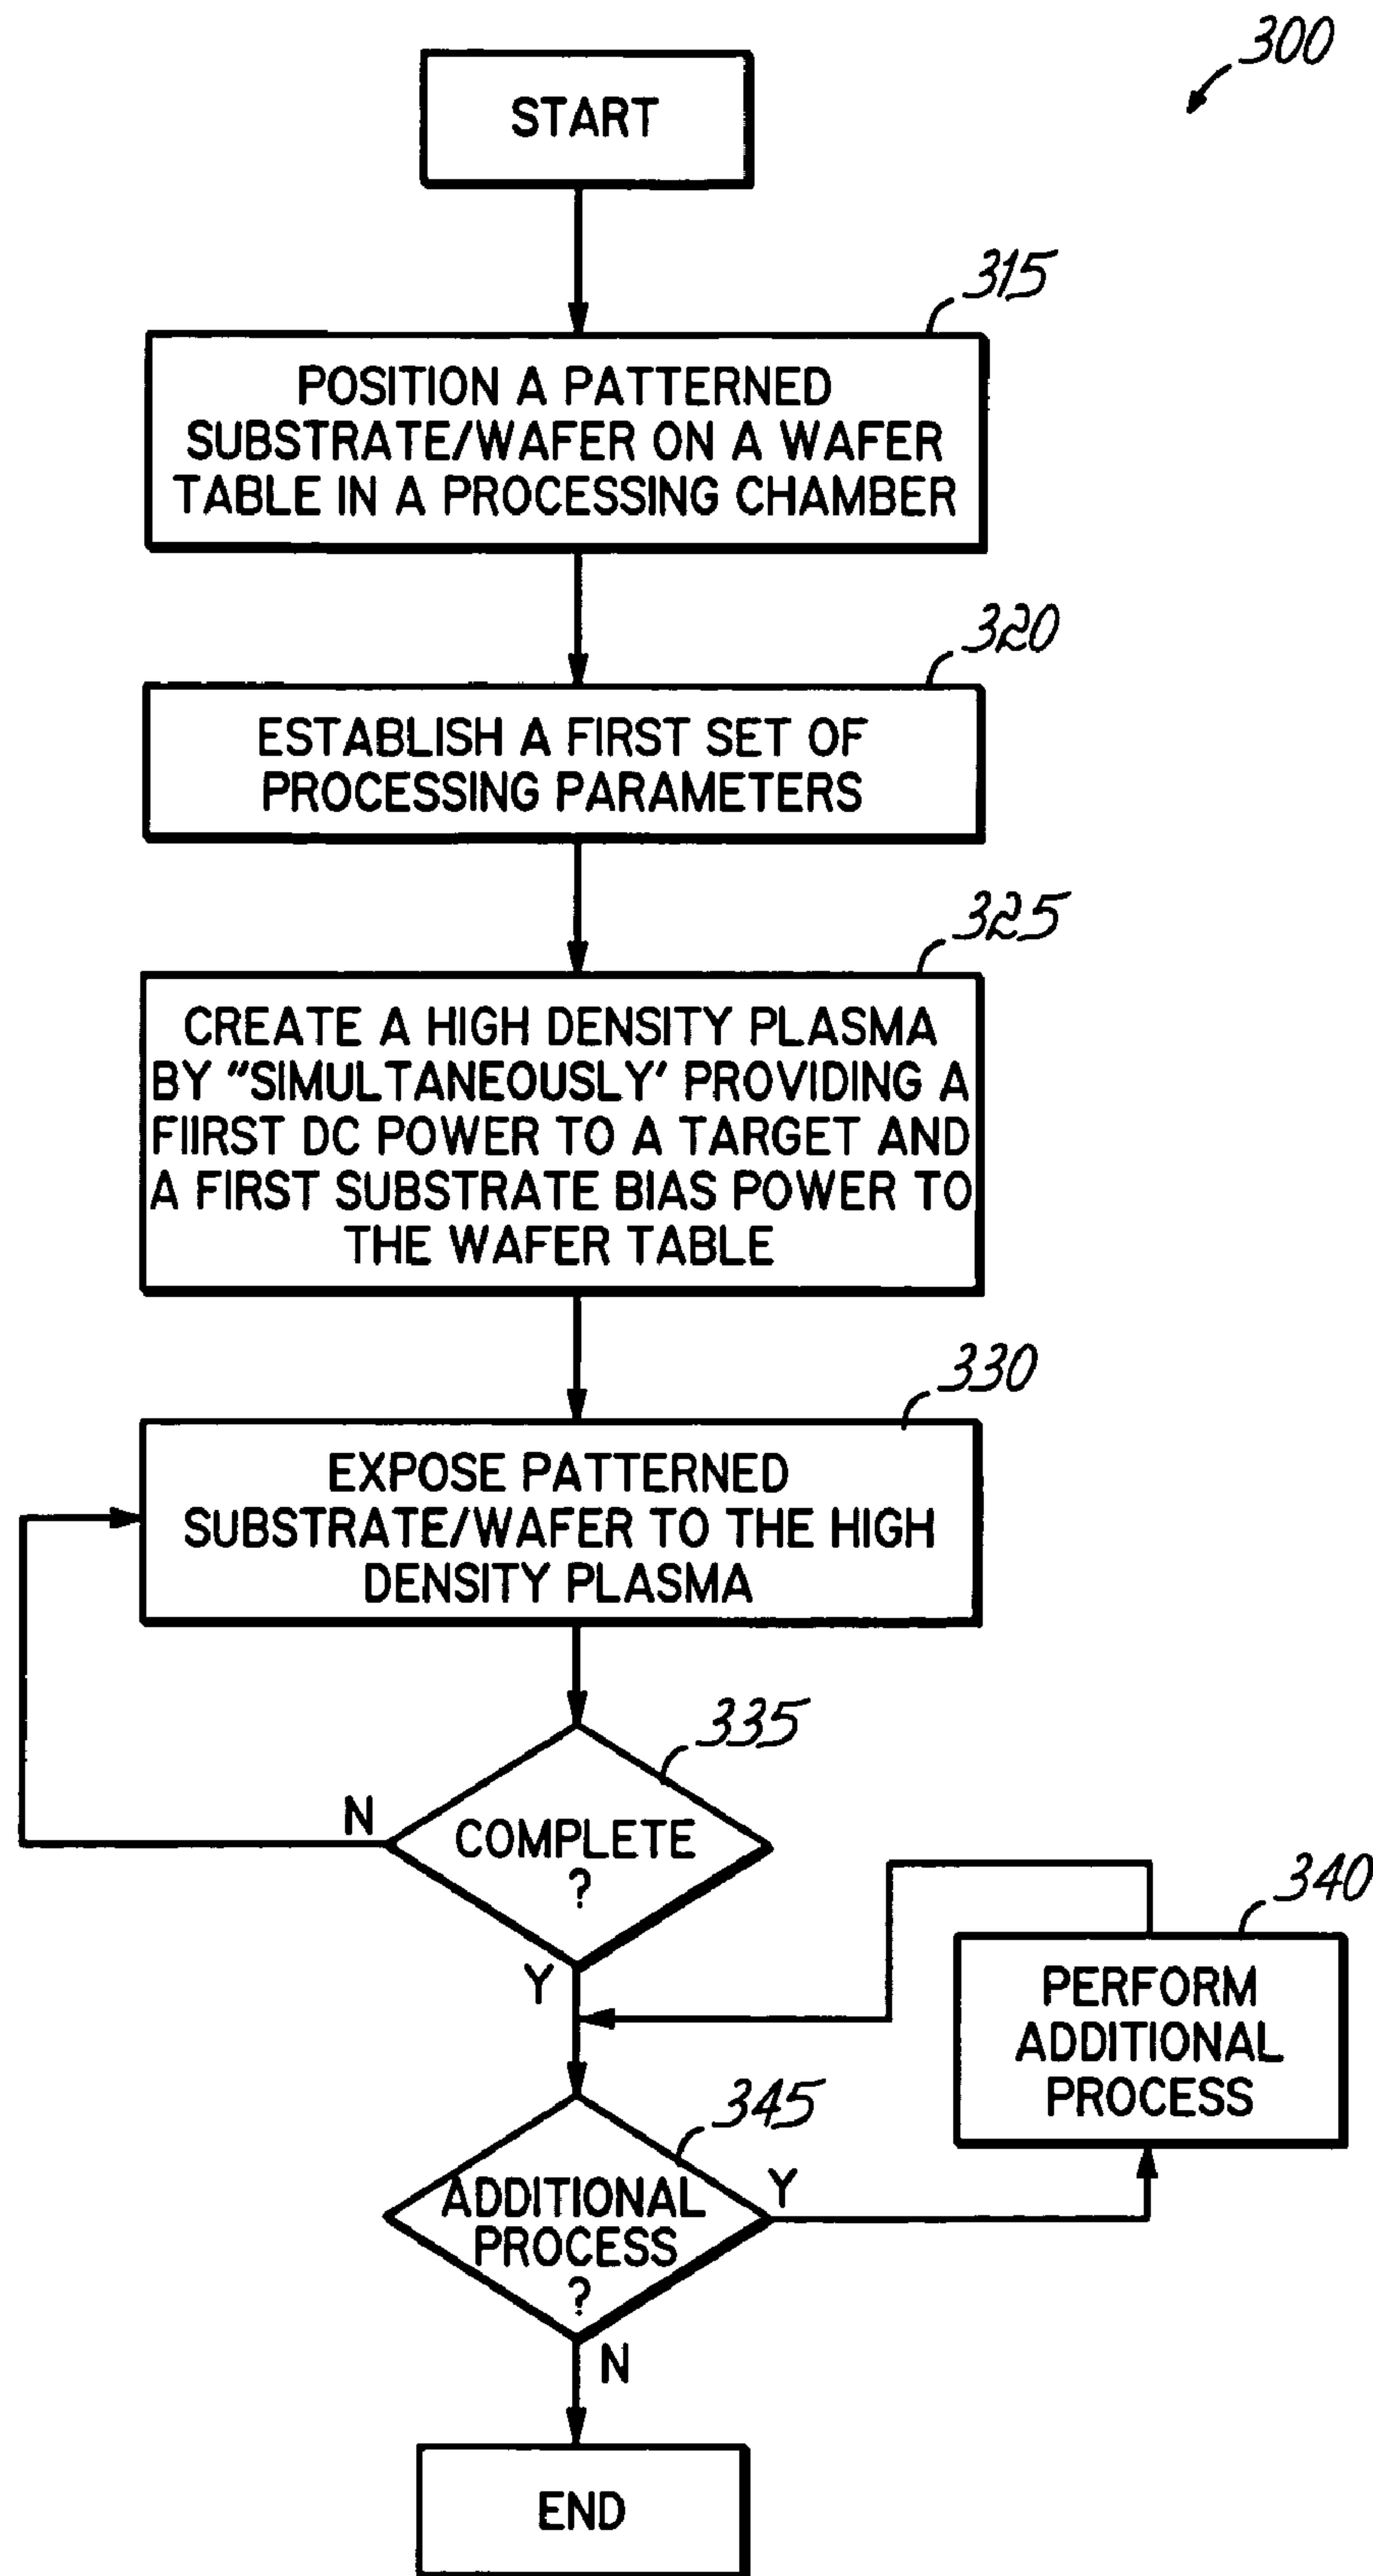 300
START
315
POSITION A PATTERNED
SUBSTRATE/WAFER ON A WAFER
TABLE IN A PROCESSING CHAMBER
320
ESTABLISH A FIRST SET OF
PROCESSING PARAMETERS
325
CREATE A HIGH DENSITY PLASMA
BY "SIMULTANEOUSLY' PROVIDING A
FIIRST DC POWER TO A TARGET AND
A FIRST SUBSTRATE BIAS POWER TO
THE WAFER TABLE
330
EXPOSE PATTERNED
SUBSTRATE/WAFER TO THE HIGH
DENSITY PLASMA
335
N
COMPLETE
?
Y
340
PERFORM
ADDITIONAL
PROCESS
345
ADDITIONAL
PROCESS
?
Y
N
END